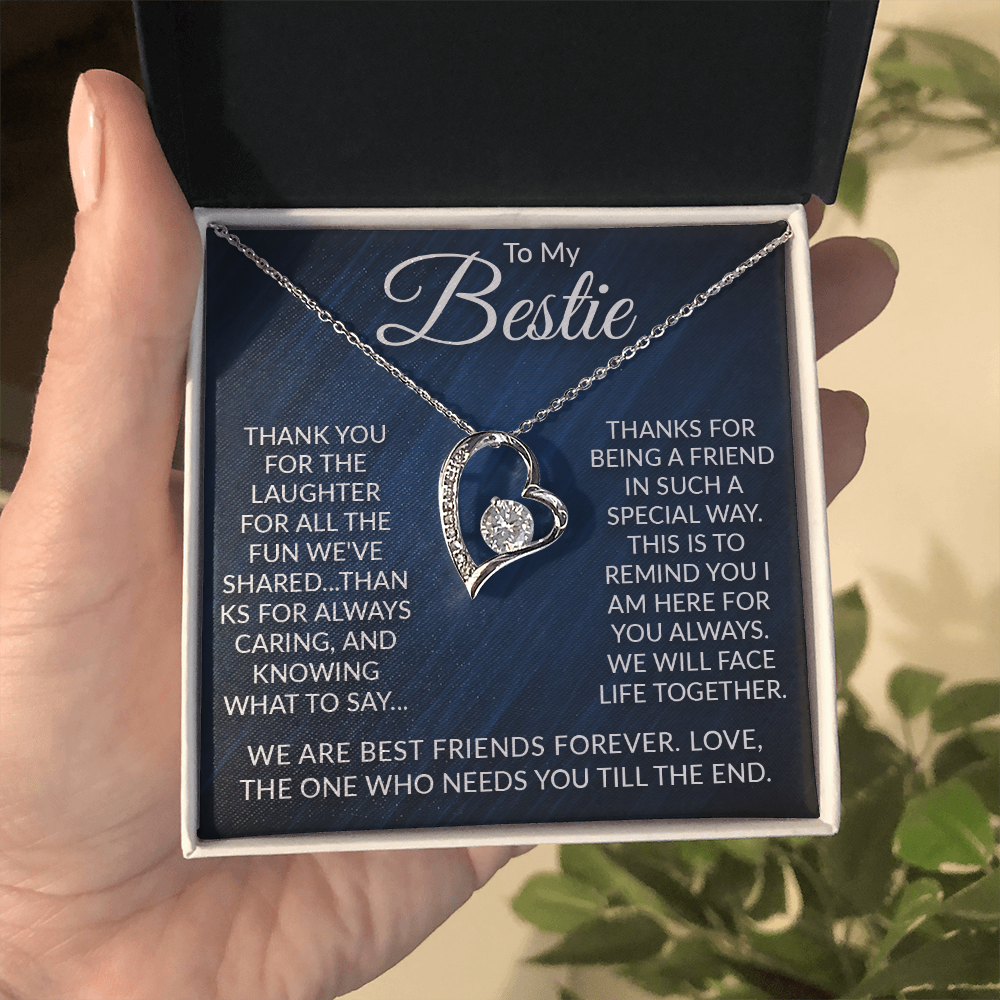 To My
Bestie
THANK YOU
FOR THE
LAUGHTER
FOR ALL THE
FUN WE'VE
SHARED...THAN
KS FOR ALWAYS
CARING, AND
KNOWING
WHAT TO SAY...
THANKS FOR
BEING A FRIEND
IN SUCH A
SPECIAL WAY.
THIS IS TO
REMIND YOU I
AM HERE FOR
YOU ALWAYS.
WE WILL FACE
LIFE TOGETHER.
WE ARE BEST FRIENDS FOREVER. LOVE,
THE ONE WHO NEEDS YOU TILL THE END.